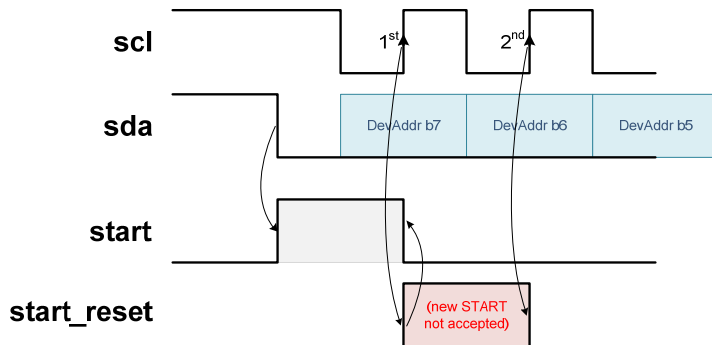 scl
1st
2nd
sda
DevAddr b7
DevAddr b6
DevAddr b5
start
start_reset
(new START
not accepted)